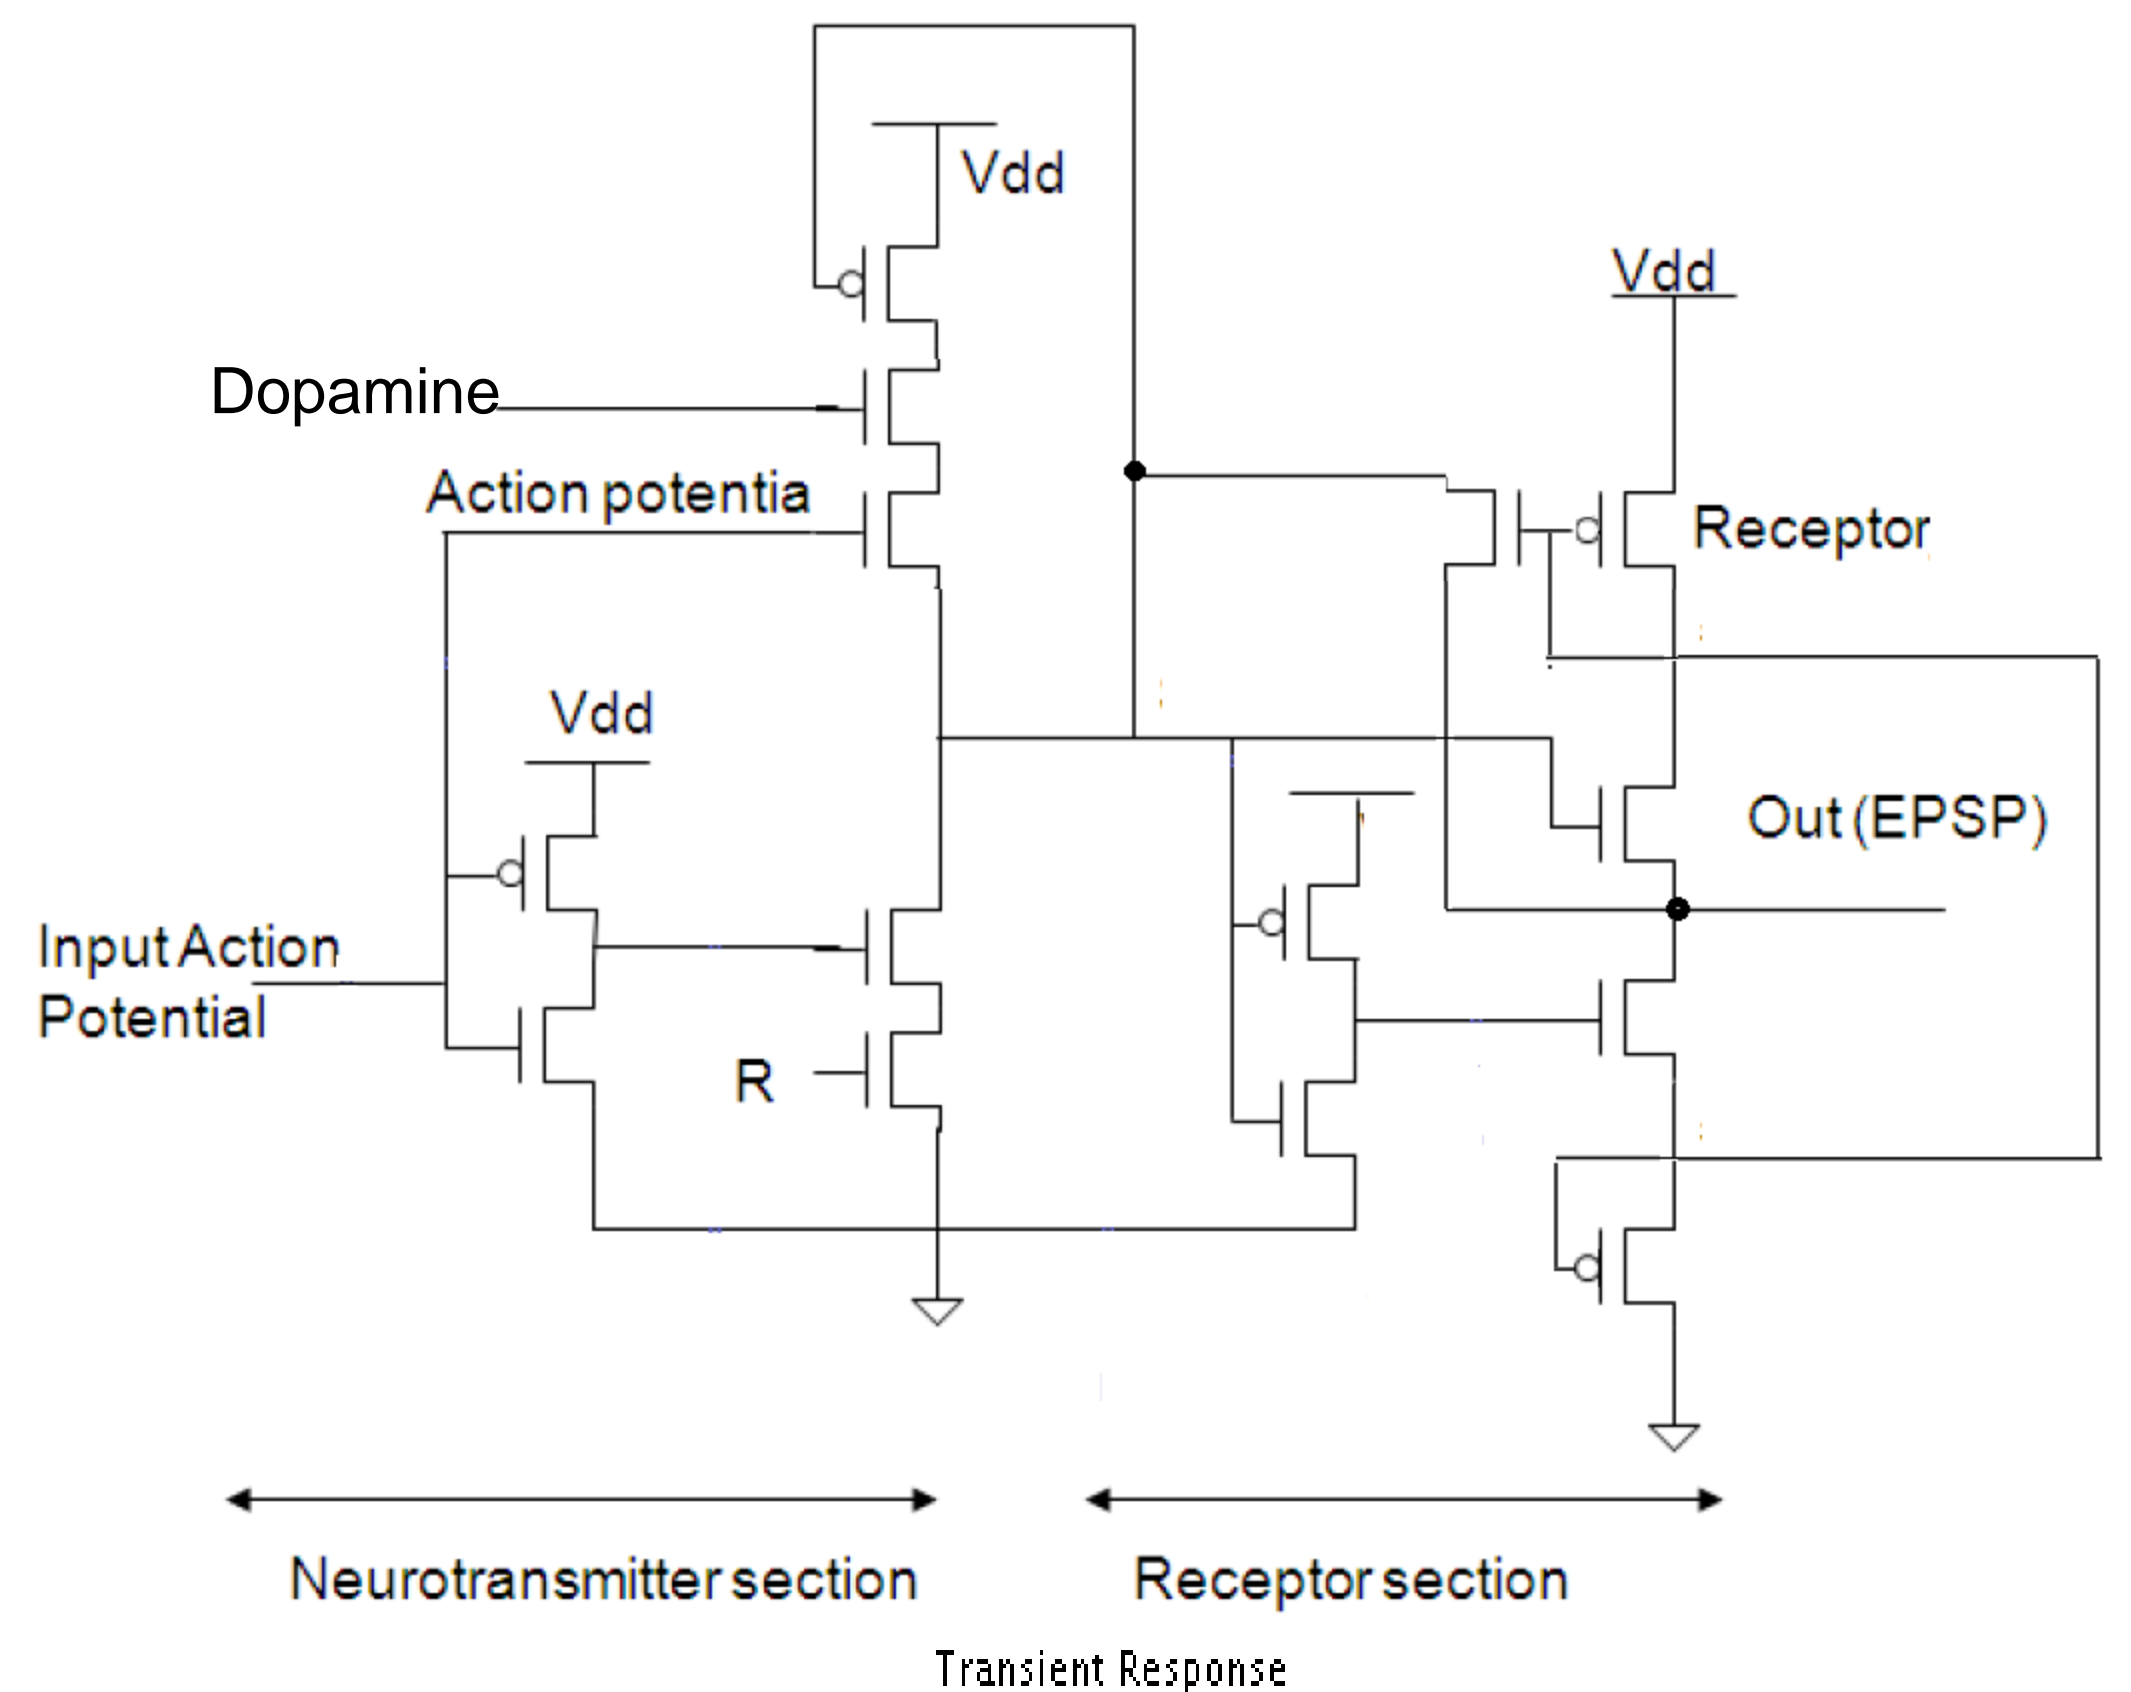 Vdd
Vdd
Dopamine
Action potentia
Receptor
Vdd
Out (EPSP)
Input Action
Potential
R
Neurotransmitter section
Receptor section
Transient Response